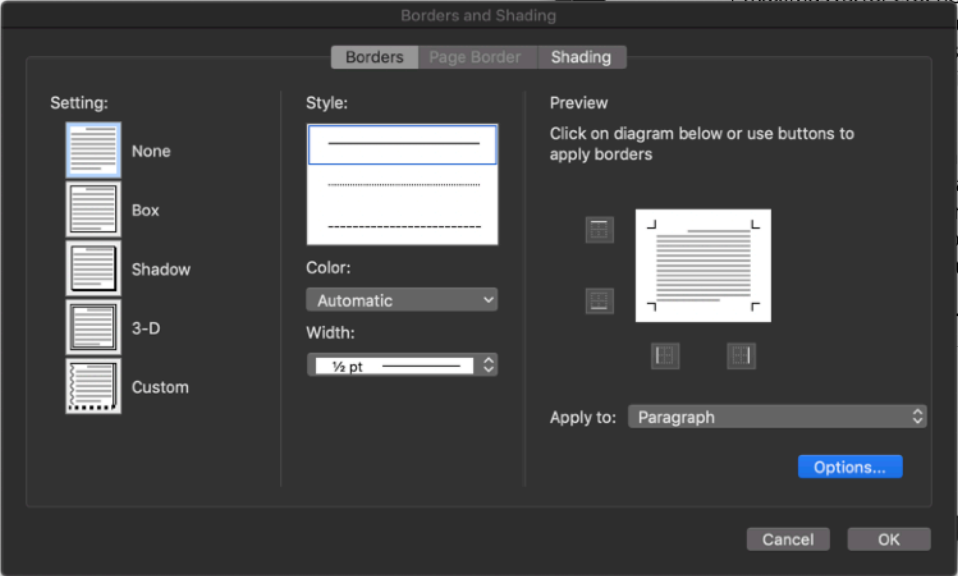 Borders and Shading
Borders
Page Border
Shading
Setting:
None
Box
Shadow
3-D
Custom
Style:
Color:
Automatic
Width:
½ pt
Preview
Click on diagram below or use buttons to
apply borders
Apply to:
Paragraph
Options...
Cancel
OK